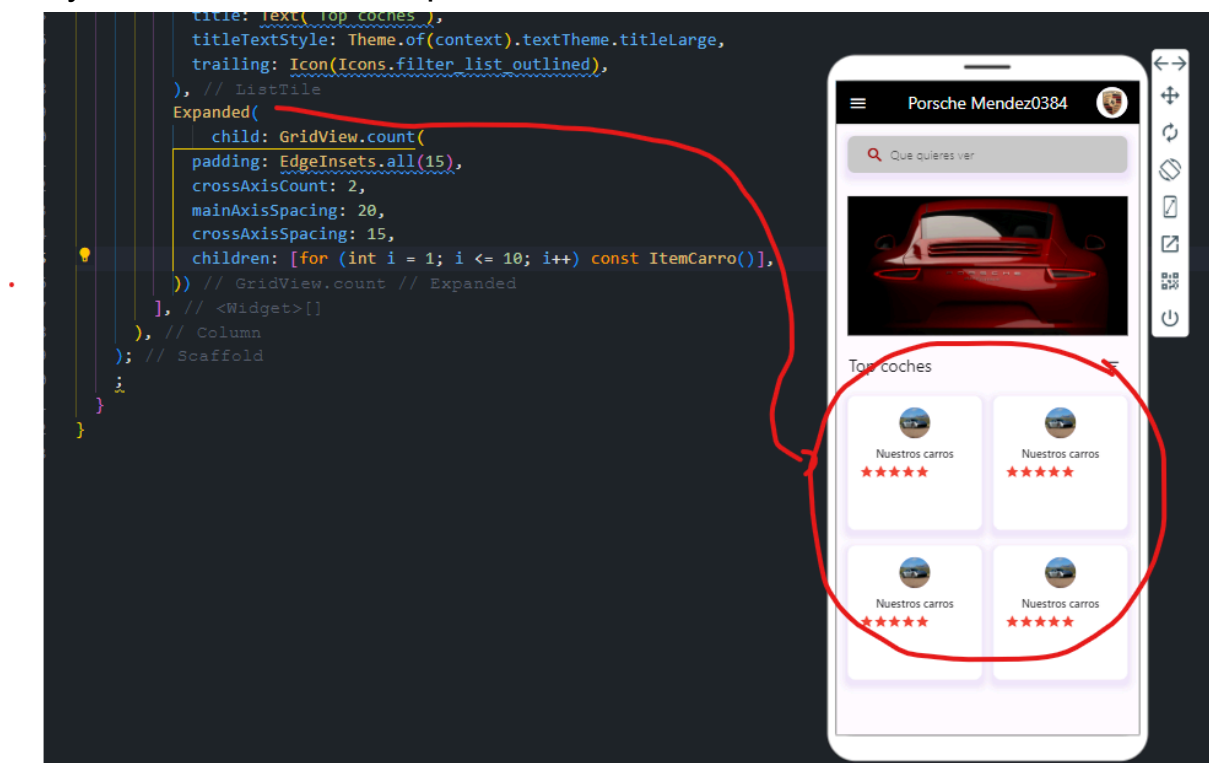 title: Text("Top coches"),
titleTextStyle: Theme.of(context).textTheme.titleLarge,
trailing: Icon(Icons.filter_list_outlined),
), // ListTile
Expanded(
child: GridView.count(
padding: EdgeInsets.all(15),
crossAxisCount: 2,
mainAxisSpacing: 20,
crossAxisSpacing: 15,
children: [for (int i = 1; i <= 10; i++) const ItemCarro()],
)) // GridView.count // Expanded
], // <Widget>[]
), // Column
); // Scaffold
;
}
}
Porsche Mendez0384
Que quieres ver
PORSCHE
Top coches
Nuestros carros
Nuestros carros
Nuestros carros
Nuestros carros